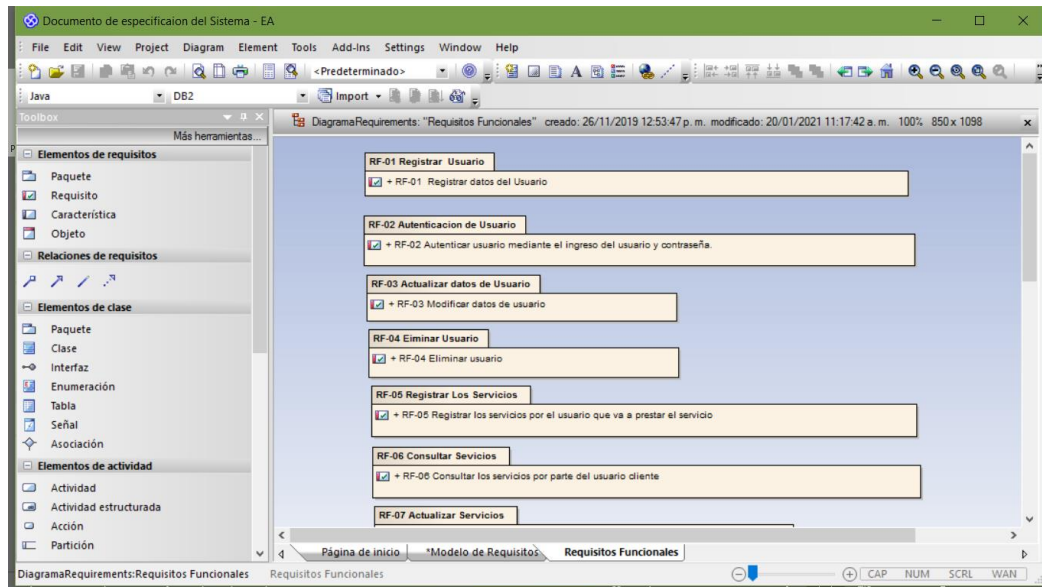 Documento de especificaion del Sistema - EA
File Edit View Project Diagram Element Tools Add-Ins Settings Window Help
<Predeterminado>
Java DB2 Import
Toolbox
Más herramientas...
DiagramaRequirements: "Requisitos Funcionales" creado: 26/11/2019 12:53:47 p. m. modificado: 20/01/2021 11:17:42 a. m. 100% 850 x 1098
Elementos de requisitos
Paquete
Requisito
Característica
Objeto
Relaciones de requisitos
Elementos de clase
Paquete
Clase
Interfaz
Enumeración
Tabla
Señal
Asociación
Elementos de actividad
Actividad
Actividad estructurada
Acción
Partición
RF-01 Registrar Usuario
+ RF-01 Registrar datos del Usuario
RF-02 Autenticacion de Usuario
+ RF-02 Autenticar usuario mediante el ingreso del usuario y contraseña.
RF-03 Actualizar datos de Usuario
+ RF-03 Modificar datos de usuario
RF-04 Eiminar Usuario
+ RF-04 Eliminar usuario
RF-05 Registrar Los Servicios
+ RF-05 Registrar los servicios por el usuario que va a prestar el servicio
RF-06 Consultar Sevicios
+ RF-06 Consultar los servicios por parte del usuario cliente
RF-07 Actualizar Servicios
Página de inicio *Modelo de Requisitos Requisitos Funcionales
DiagramaRequirements:Requisitos Funcionales Requisitos Funcionales CAP NUM SCRL WAN